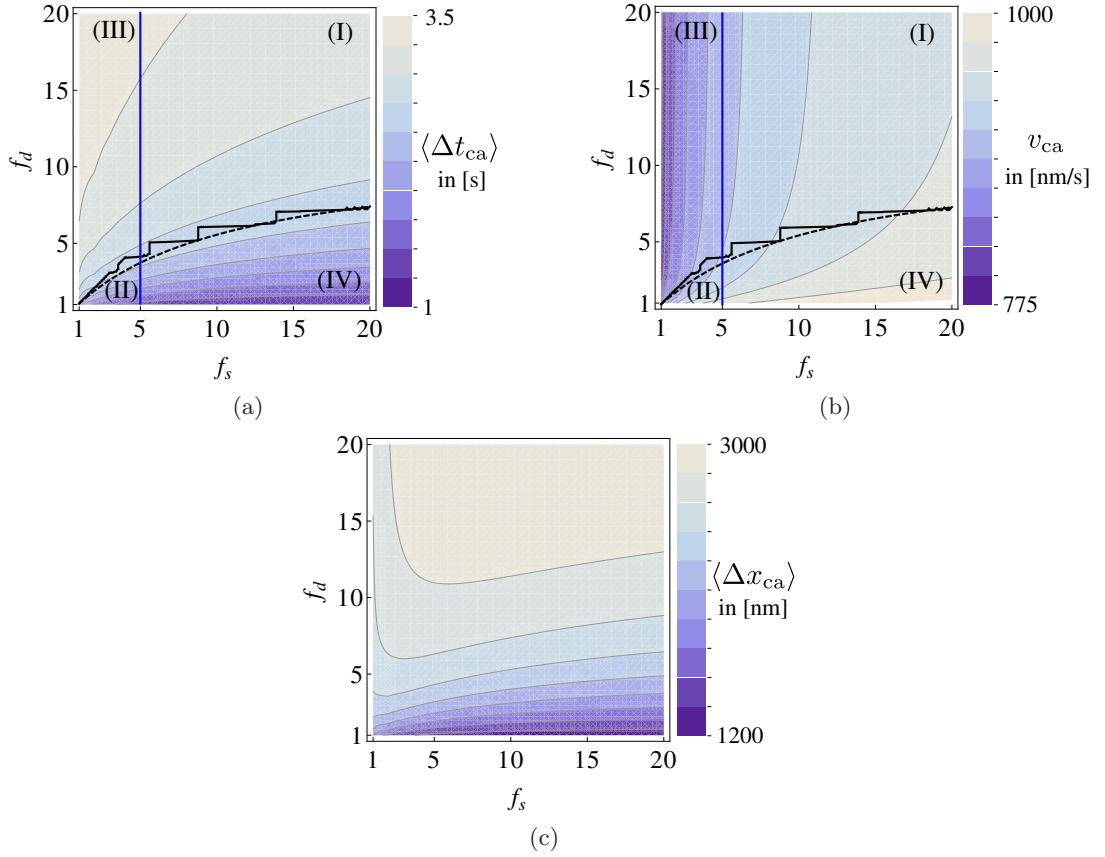 20
15
10
5
1
f_d
(III)
(I)
(II)
(IV)
1
5
10
15
20
f_s
3.5
⟨Δt_ca⟩
in [s]
1
(a)
20
15
10
5
1
f_d
(III)
(I)
(II)
(IV)
1
5
10
15
20
f_s
1000
v_ca
in [nm/s]
775
(b)
20
15
10
5
1
f_d
1
5
10
15
20
f_s
3000
⟨Δx_ca⟩
in [nm]
1200
(c)